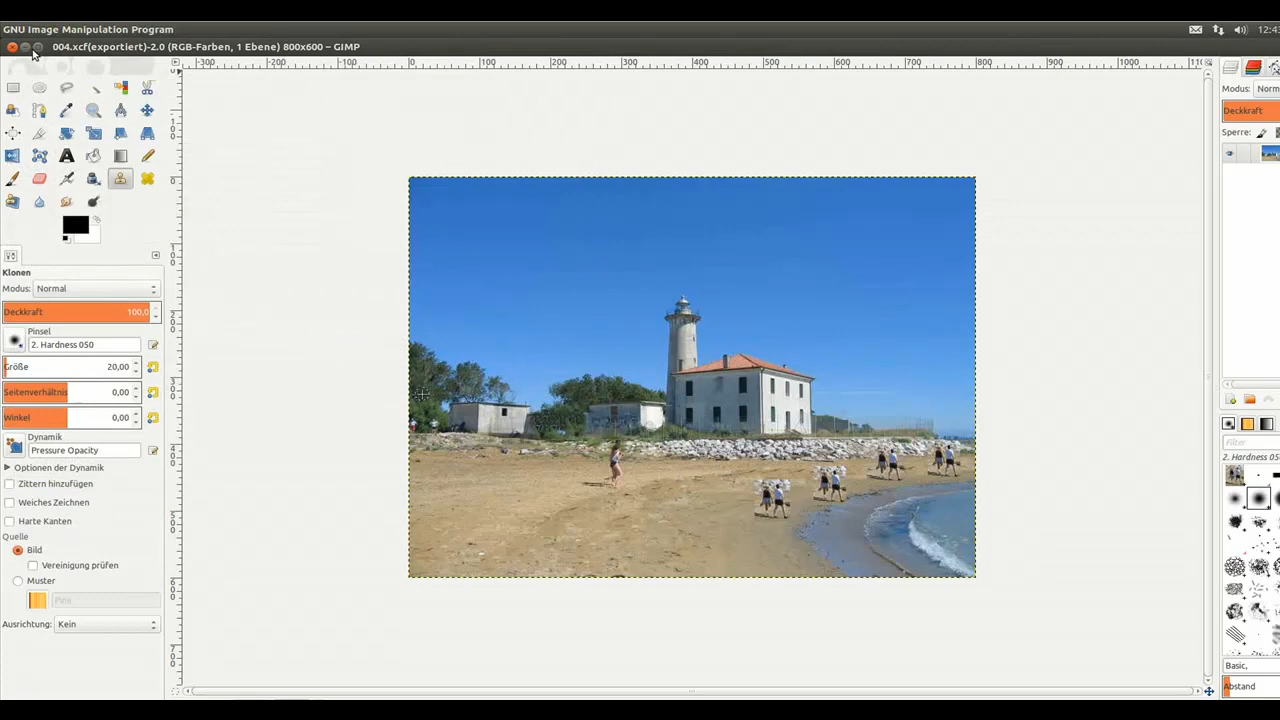 GNU Image Manipulation Program
12:43
004.xcf(exportiert)-2.0 (RGB-Farben, 1 Ebene) 800x600 – GIMP
-300 -200 -100 0 100 200 300 400 500 600 700 800 900 1000
Modus: Norm
Deckkraft
Sperre:
Klonen
Modus: Normal
Deckkraft 100,0
Pinsel
2. Hardness 050
Größe 20,00
Seitenverhältnis 0,00
Winkel 0,00
Dynamik
Pressure Opacity
Optionen der Dynamik
Zittern hinzufügen
Weiches Zeichnen
Harte Kanten
Quelle
Bild
Vereinigung prüfen
Muster
Pine
Ausrichtung: Kein
Filter
2. Hardness 050
Basic,
Abstand